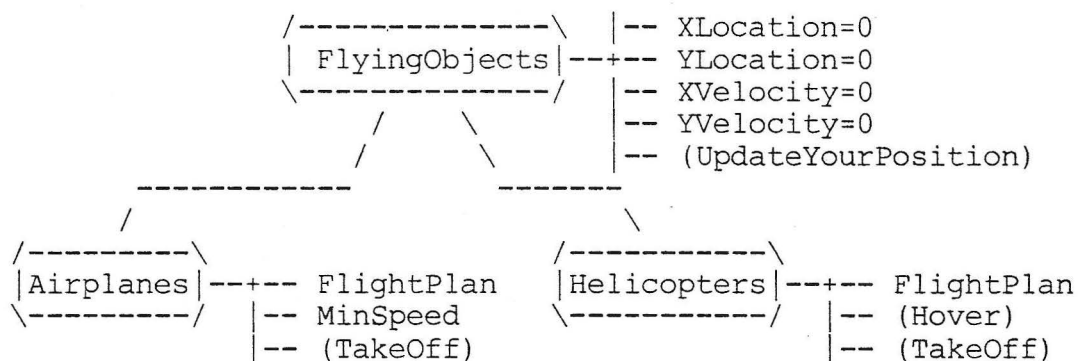 XLocation=0
FlyingObjects YLocation=0
XVelocity=0
YVelocity=0
(UpdateYourPosition)
Airplanes FlightPlan Helicopters FlightPlan
MinSpeed (Hover)
(TakeOff) (TakeOff)